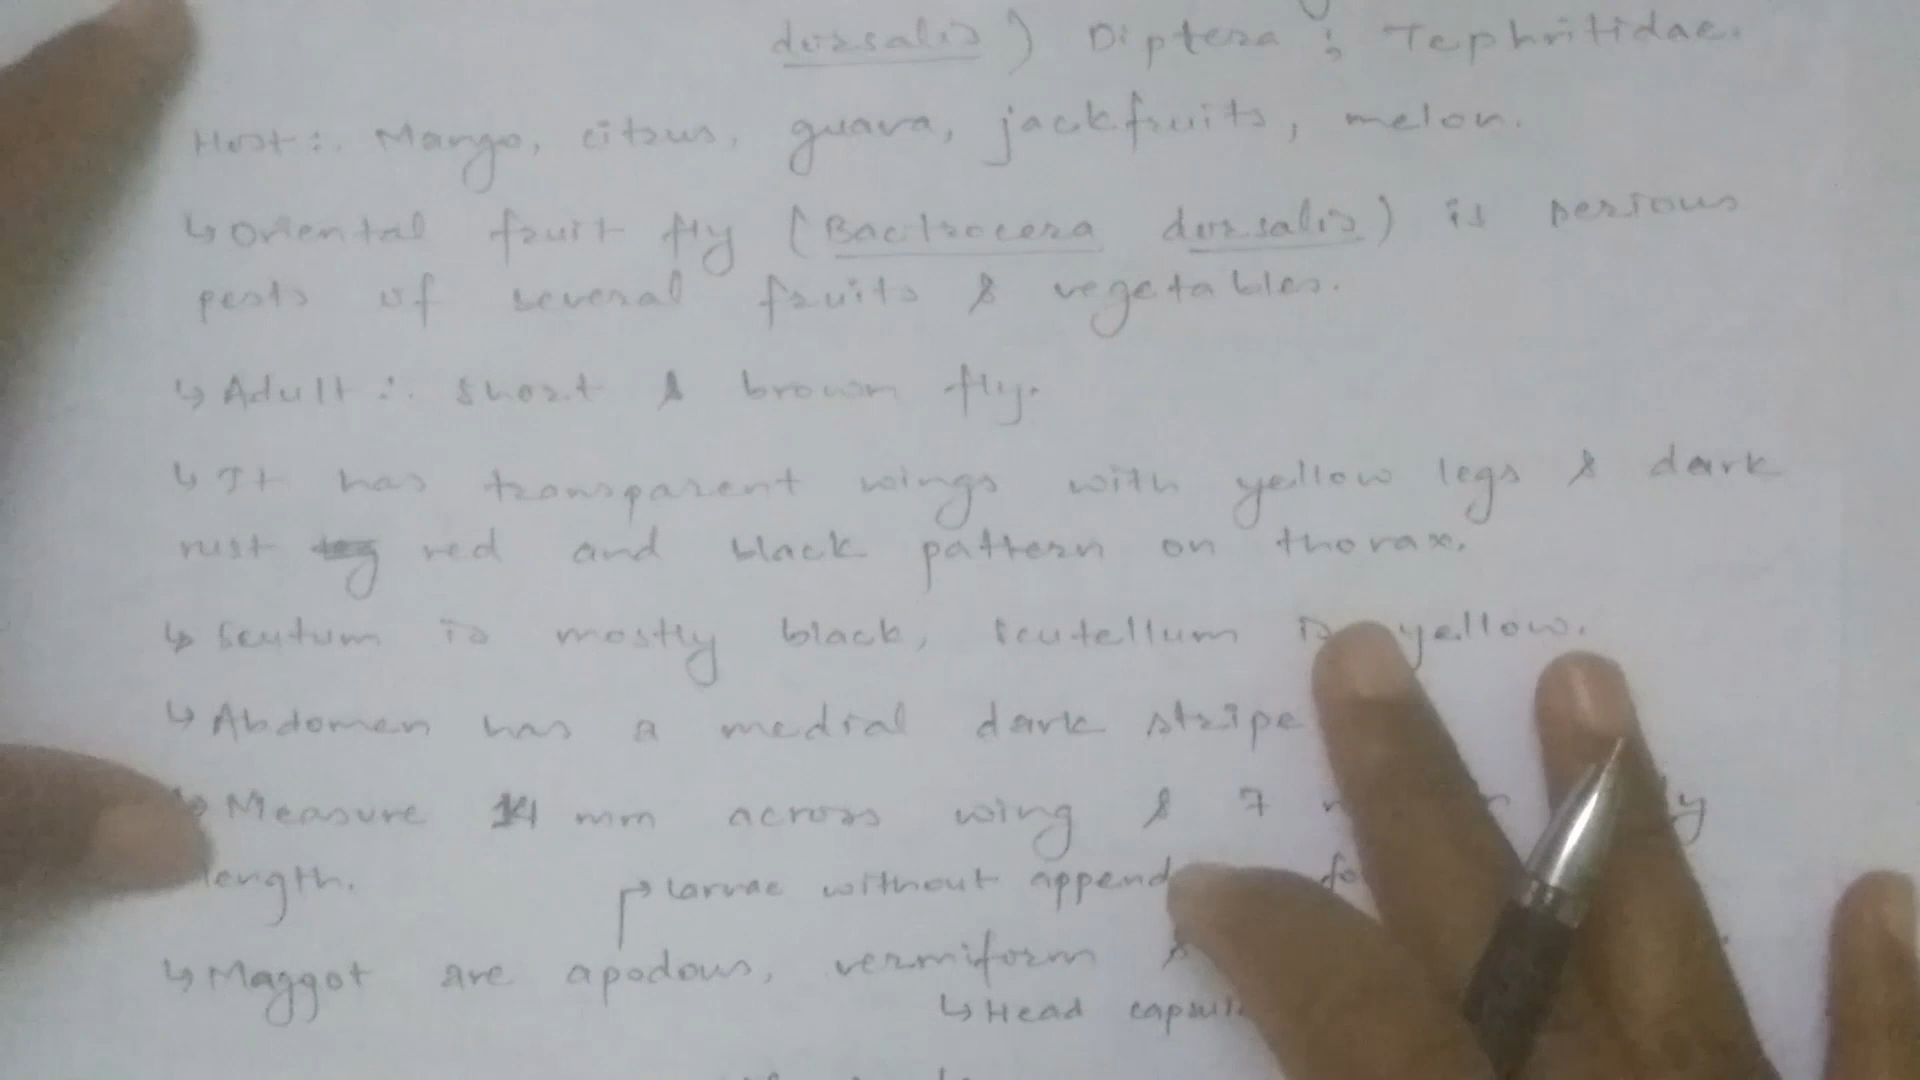 dorsalis) Diptera ; Tephritidae.
Host :. Mango, citrus, guava, jackfruits, melon.
↳ Oriental fruit fly (Bactrocera dorsalis) is serious
pests of several fruits & vegetables.
↳ Adult :. Short & brown fly.
↳ It has transparent wings with yellow legs & dark
rust red and black pattern on thorax.
↳ Scutum is mostly black, scutellum is yellow.
↳ Abdomen has a medial dark stripe
↳ Measure 14 mm across wing & 7
length.
↳ Larvae without append
↳ Maggot are apodous, vermiform &
↳ Head capsule